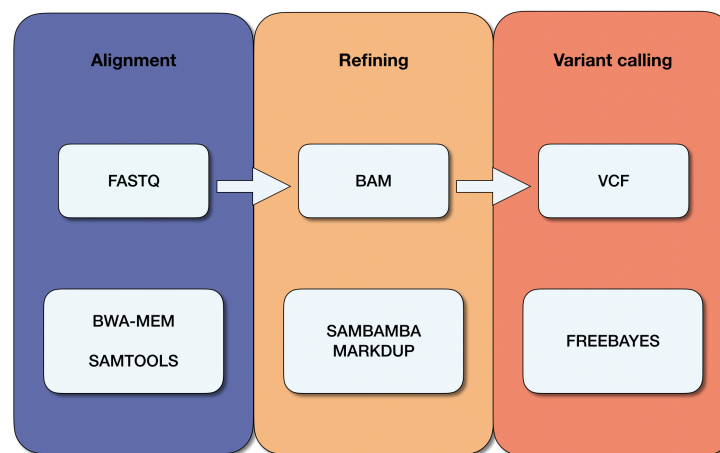 Alignment
Refining
Variant calling
FASTQ
BAM
VCF
BWA-MEM
SAMTOOLS
SAMBAMBA
MARKDUP
FREEBAYES